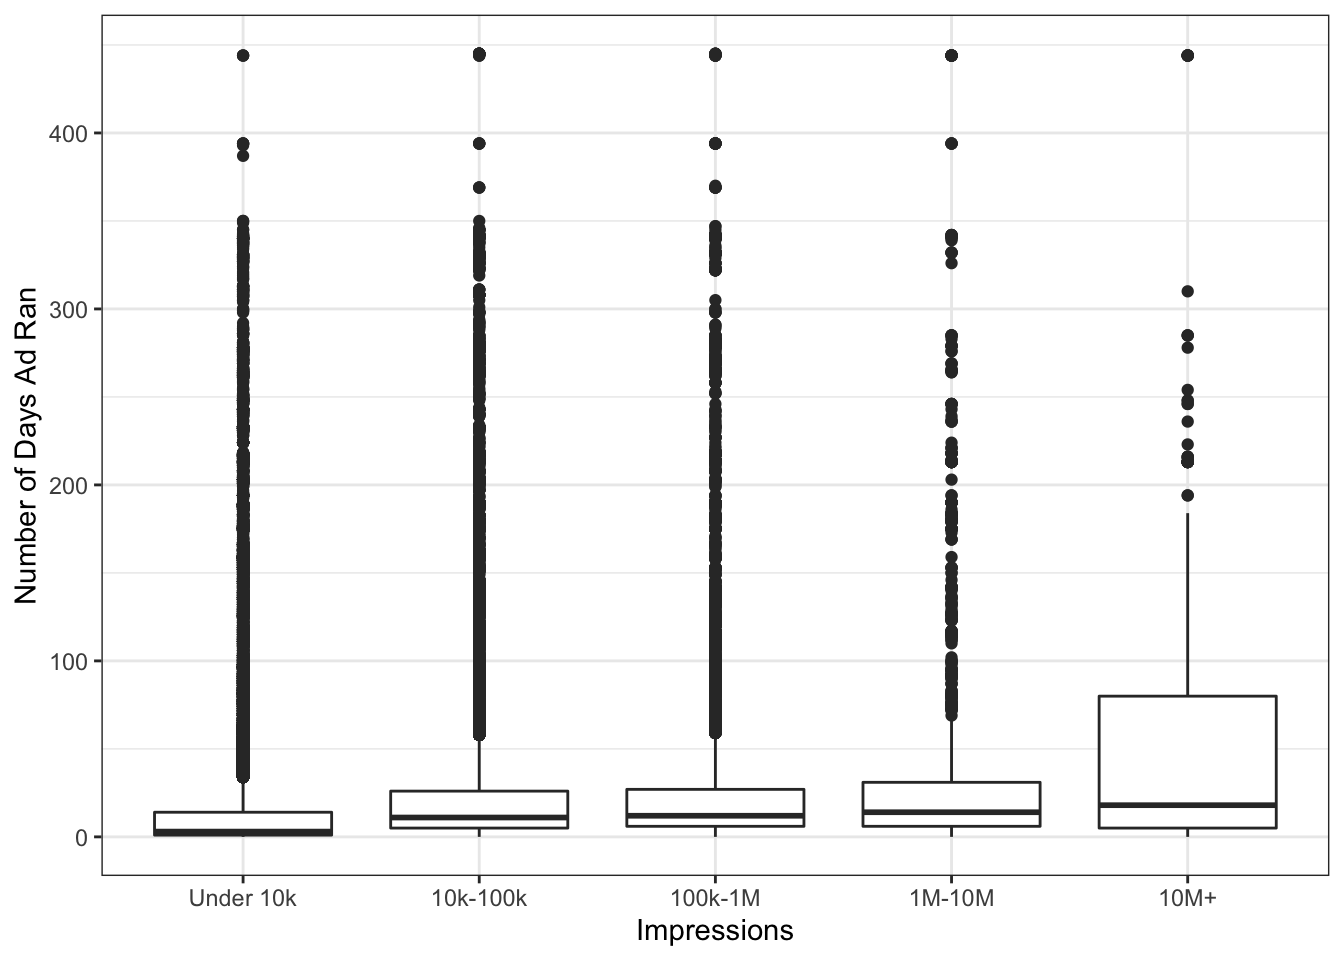 Number of Days Ad Ran
400
300
200
100
0
Under 10k
10k-100k
100k-1M
1M-10M
10M+
Impressions